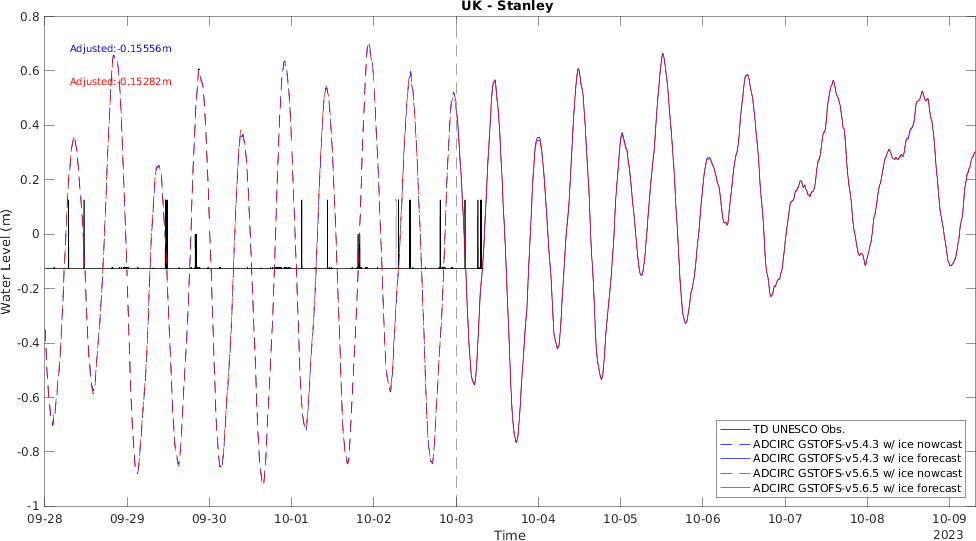 UK - Stanley
0.8
Adjusted:-0.15556m
0.6
Adjusted:-0.15282m
0.4
0.2
0
-0.2
-0.4
-0.6
-0.8
-1
Water Level (m)
TD UNESCO Obs.
ADCIRC GSTOFS-v5.4.3 w/ ice nowcast
ADCIRC GSTOFS-v5.4.3 w/ ice forecast
ADCIRC GSTOFS-v5.6.5 w/ ice nowcast
ADCIRC GSTOFS-v5.6.5 w/ ice forecast
09-28 09-29 09-30 10-01 10-02 10-03 10-04 10-05 10-06 10-07 10-08 10-09
Time 2023